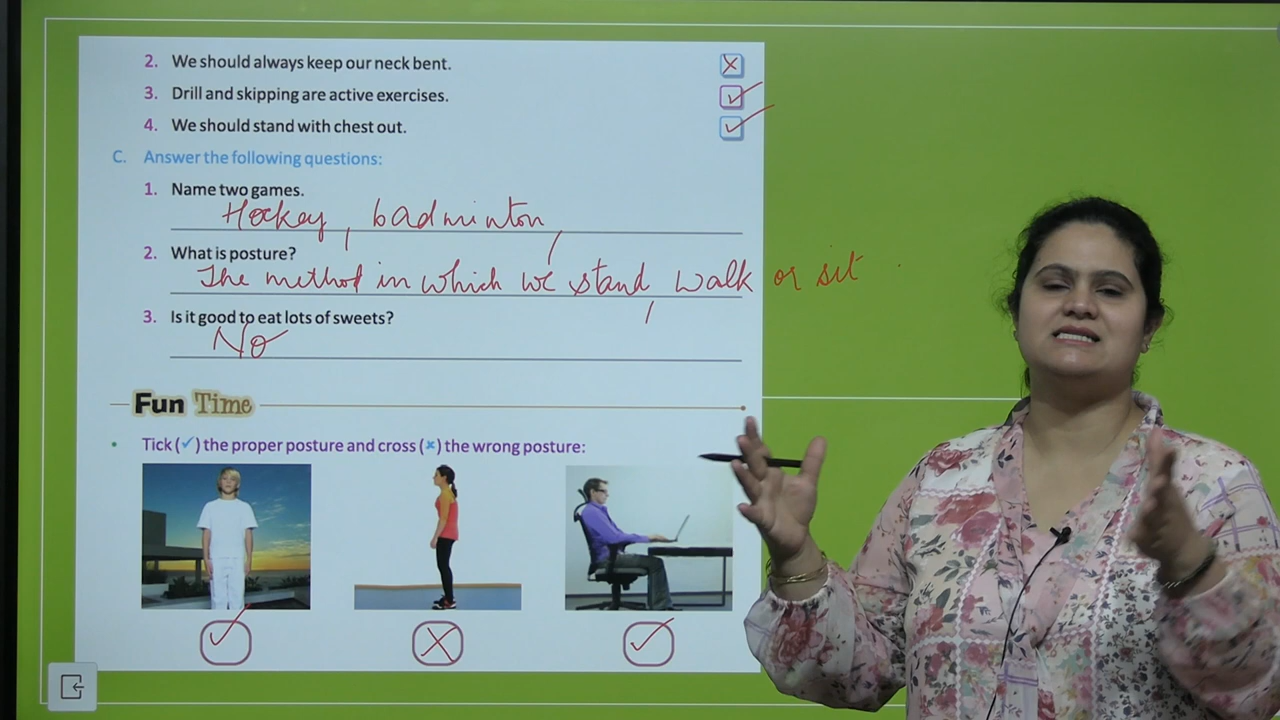 2. We should always keep our neck bent.
3. Drill and skipping are active exercises.
4. We should stand with chest out.
C. Answer the following questions:
1. Name two games.
Hockey, badminton,
2. What is posture?
The method in which we stand, walk or sit
3. Is it good to eat lots of sweets?
No
Fun Time
• Tick (✓) the proper posture and cross (×) the wrong posture: